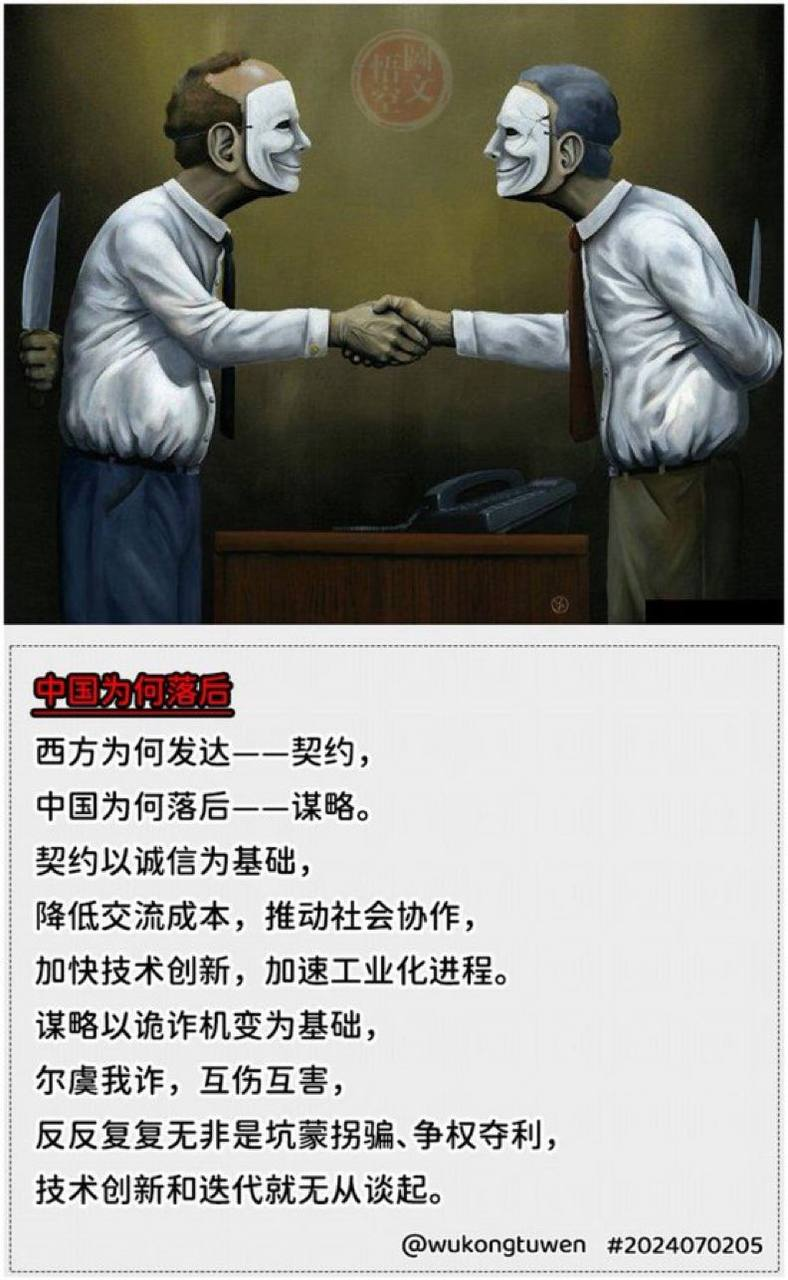 悟空
圖文
中国为何落后
西方为何发达——契约，
中国为何落后——谋略。
契约以诚信为基础，
降低交流成本，推动社会协作，
加快技术创新，加速工业化进程。
谋略以诡诈机变为基础，
尔虞我诈，互伤互害，
反反复复无非是坑蒙拐骗、争权夺利，
技术创新和迭代就无从谈起。
@wukongtuwen #2024070205